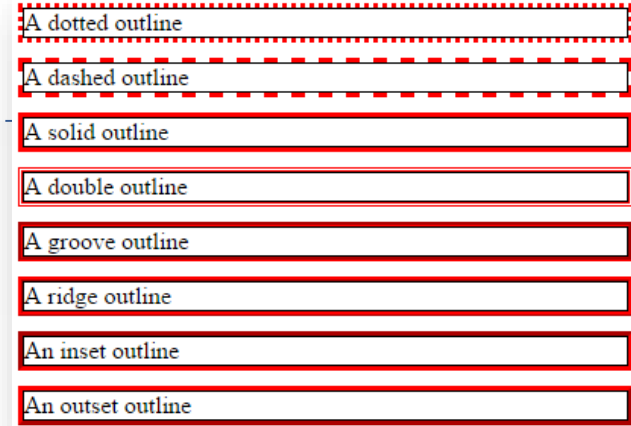 A dotted outline
A dashed outline
A solid outline
A double outline
A groove outline
A ridge outline
An inset outline
An outset outline